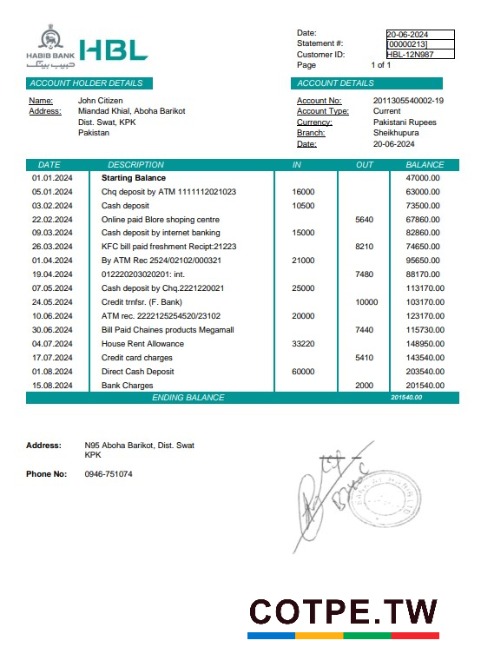 Date: 20-06-2024
Statement #: [00000213]
Customer ID: HBL-12N987
Page 1 of 1
HABIB BANK HBL
حبیب بینک
ACCOUNT HOLDER DETAILS
ACCOUNT DETAILS
Name: John Citizen
Address: Miandad Khial, Aboha Barikot
Dist. Swat, KPK
Pakistan
Account No: 2011305540002-19
Account Type: Current
Currency: Pakistani Rupees
Branch: Sheikhupura
Date: 20-06-2024
DATE DESCRIPTION IN OUT BALANCE
01.01.2024 Starting Balance 47000.00
05.01.2024 Chq deposit by ATM 1111112021023 16000 63000.00
03.02.2024 Cash deposit 10500 73500.00
22.02.2024 Online paid Blore shoping centre 5640 67860.00
09.03.2024 Cash deposit by internet banking 15000 82860.00
26.03.2024 KFC bill paid freshment Recipt:21223 8210 74650.00
01.04.2024 By ATM Rec 2524/02102/000321 21000 95650.00
19.04.2024 012220203020201: int. 7480 88170.00
07.05.2024 Cash deposit by Chq.2221220021 25000 113170.00
24.05.2024 Credit trnfsr. (F. Bank) 10000 103170.00
10.06.2024 ATM rec. 2222125254520/23102 20000 123170.00
30.06.2024 Bill Paid Chaines products Megamall 7440 115730.00
04.07.2024 House Rent Allowance 33220 148950.00
17.07.2024 Credit card charges 5410 143540.00
01.08.2024 Direct Cash Deposit 60000 203540.00
15.08.2024 Bank Charges 2000 201540.00
ENDING BALANCE 201540.00
Address: N95 Aboha Barikot, Dist. Swat
KPK
Phone No: 0946-751074
COTPE.TW